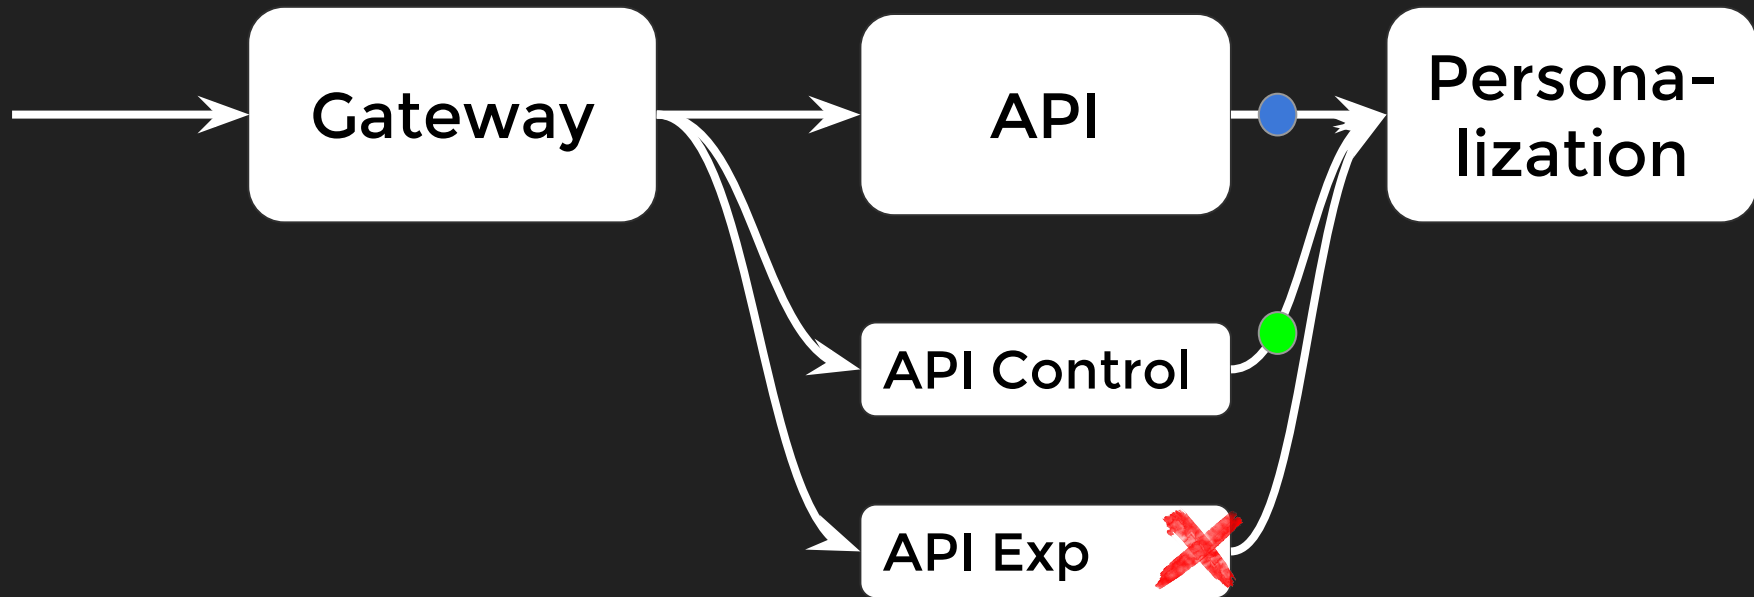 Gateway
API
Persona-
lization
API Control
API Exp